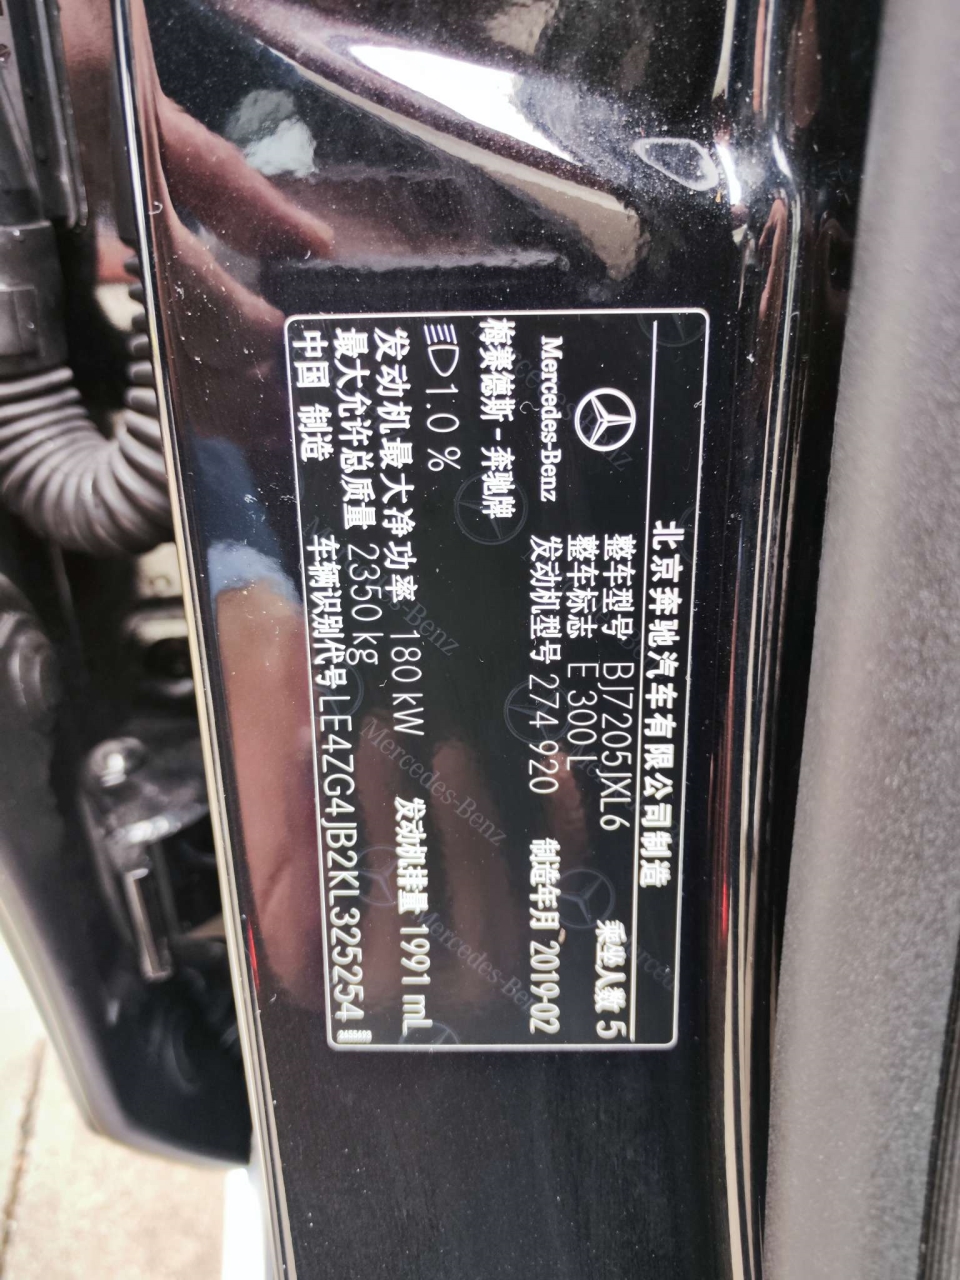 北京奔驰汽车有限公司制造
Mercedes-Benz
整车型号 BJ7205JXL6 乘坐人数 5
整车标志 E 300 L
发动机型号 274 920 制造年月 2019-02
梅赛德斯-奔驰牌
1.0 %
发动机最大净功率 180 kW 发动机排量 1991 mL
最大允许总质量 2350 kg
中国 制造 车辆识别代号 LE4ZG4JB2KL325254